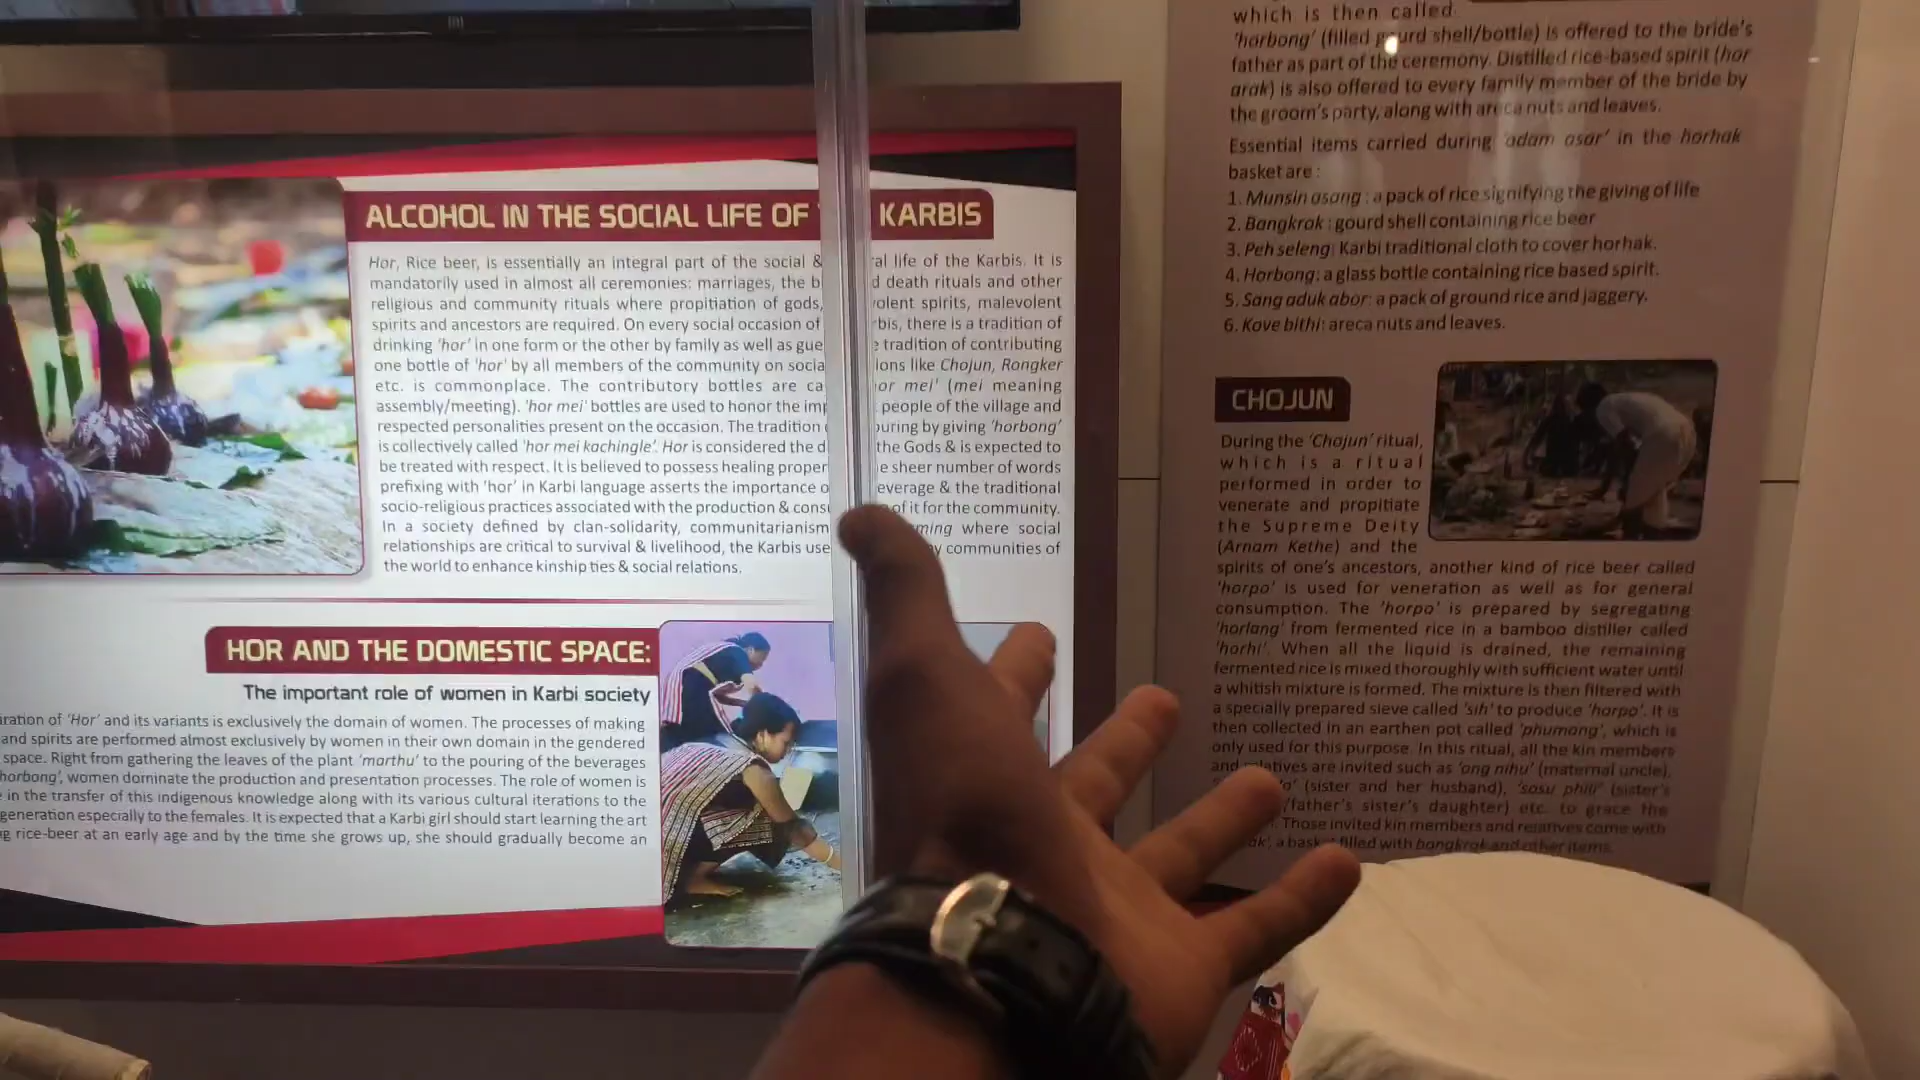 mi
ALCOHOL IN THE SOCIAL LIFE OF KARBIS
Hor, Rice beer, is essentially an integral part of the social & life of the Karbis. It is
mandatorily used in almost all ceremonies: marriages, the death rituals and other
religious and community rituals where propitiation of gods, spirits, malevolent
spirits and ancestors are required. On every social occasion of there is a tradition of
drinking 'hor' in one form or the other by family as well as tradition of contributing
one bottle of 'hor' by all members of the community on like Chojun, Rongker
etc. is commonplace. The contributory bottles are mei' (mei meaning
assembly/meeting). 'hor mei' bottles are used to honor the people of the village and
respected personalities present on the occasion. The tradition by giving 'horbong'
is collectively called 'hor mei kachingle'. Hor is considered the the Gods & is expected to
be treated with respect. It is believed to possess healing sheer number of words
prefixing with 'hor' in Karbi language asserts the importance & the traditional
socio-religious practices associated with the production & of it for the community.
In a society defined by clan-solidarity, communitarianism where social
relationships are critical to survival & livelihood, the Karbis communities of
the world to enhance kinship ties & social relations.
HOR AND THE DOMESTIC SPACE:
The important role of women in Karbi society
of 'Hor' and its variants is exclusively the domain of women. The processes of making
and spirits are performed almost exclusively by women in their own domain in the gendered
space. Right from gathering the leaves of the plant 'marthu' to the pouring of the beverages
horbong', women dominate the production and presentation processes. The role of women is
in the transfer of this indigenous knowledge along with its various cultural iterations to the
generation especially to the females. It is expected that a Karbi girl should start learning the art
rice-beer at an early age and by the time she grows up, she should gradually become an
which is then called
'horbong' (filled gourd shell/bottle) is offered to the bride's
father as part of the ceremony. Distilled rice-based spirit (hor
arak) is also offered to every family member of the bride by
the groom's party, along with areca nuts and leaves.
Essential items carried during 'adam asar' in the horhak
basket are :
1. Munsin asang : a pack of rice signifying the giving of life
2. Bangkrok : gourd shell containing rice beer
3. Peh seleng: Karbi traditional cloth to cover horhak.
4. Horbong: a glass bottle containing rice based spirit.
5. Sang aduk abor: a pack of ground rice and jaggery.
6. Kove bithi: areca nuts and leaves.
CHOJUN
During the 'Chojun' ritual,
which is a ritual
performed in order to
venerate and propitiate
the Supreme Deity
(Arnam Kethe) and the
spirits of one's ancestors, another kind of rice beer called
'horpo' is used for veneration as well as for general
consumption. The 'horpo' is prepared by segregating
'horlang' from fermented rice in a bamboo distiller called
'horhi'. When all the liquid is drained, the remaining
fermented rice is mixed thoroughly with sufficient water until
a whitish mixture is formed. The mixture is then filtered with
a specially prepared sieve called 'sih' to produce 'horpo'. It is
then collected in an earthen pot called 'phumong', which is
only used for this purpose. In this ritual, all the kin members
and relatives are invited such as 'ong nihu' (maternal uncle),
(sister and her husband), 'sosu phili' (sister's
/father's sister's daughter) etc. to grace the
Those invited kin members and relatives come with
a basket filled with bongkrok and other items.